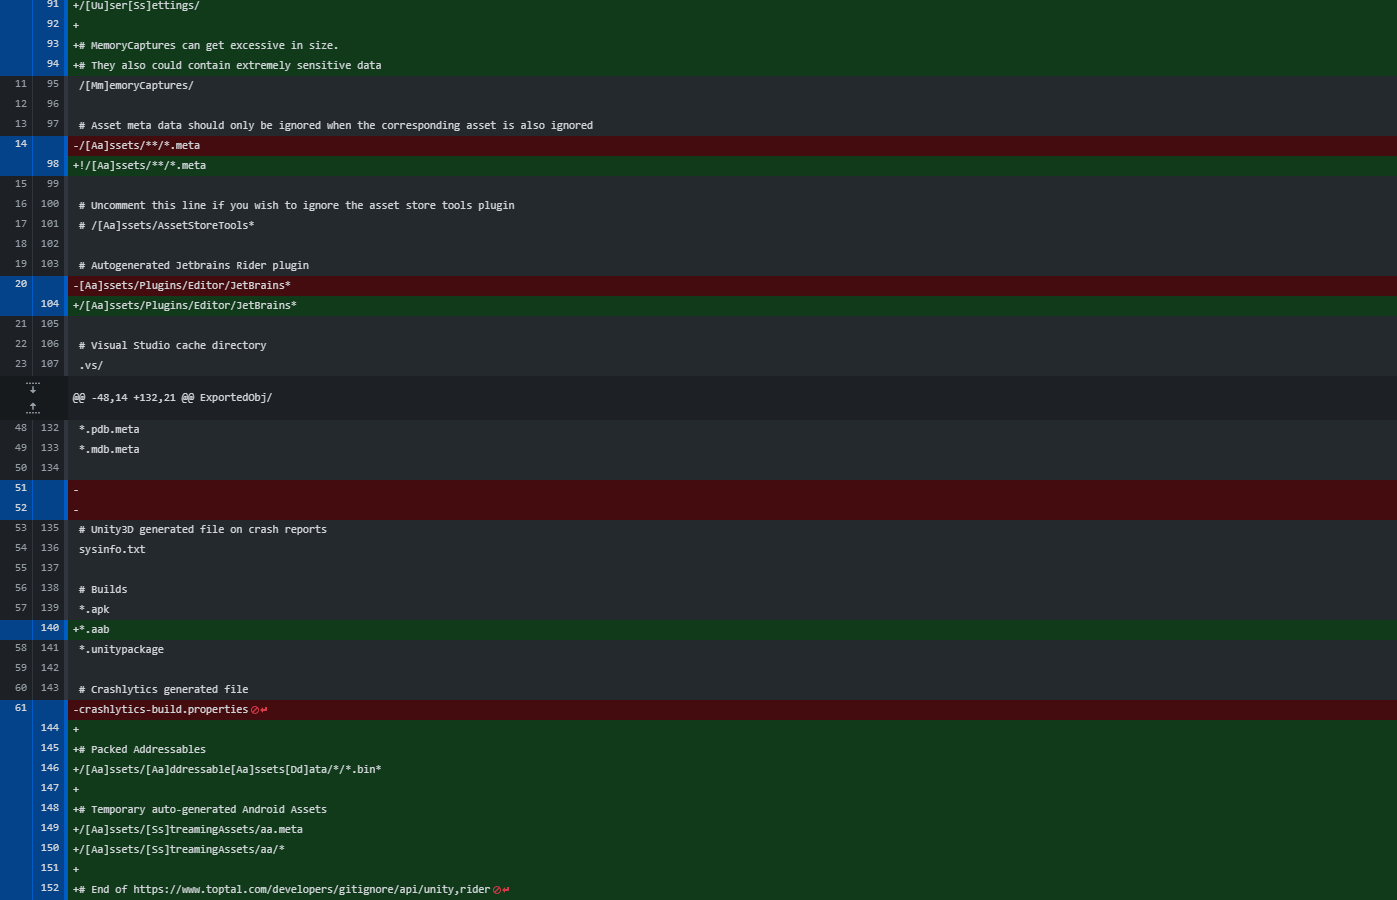 91 +/[Uu]ser[Ss]ettings/
92 +
93 +# MemoryCaptures can get excessive in size.
94 +# They also could contain extremely sensitive data
11 95 /[Mm]emoryCaptures/
12 96
13 97 # Asset meta data should only be ignored when the corresponding asset is also ignored
14 -/[Aa]ssets/**/*.meta
98 +!/[Aa]ssets/**/*.meta
15 99
16 100 # Uncomment this line if you wish to ignore the asset store tools plugin
17 101 # /[Aa]ssets/AssetStoreTools*
18 102
19 103 # Autogenerated Jetbrains Rider plugin
20 -[Aa]ssets/Plugins/Editor/JetBrains*
104 +/[Aa]ssets/Plugins/Editor/JetBrains*
21 105
22 106 # Visual Studio cache directory
23 107 .vs/
@@ -48,14 +132,21 @@ ExportedObj/
48 132 *.pdb.meta
49 133 *.mdb.meta
50 134
51 -
52 -
53 135 # Unity3D generated file on crash reports
54 136 sysinfo.txt
55 137
56 138 # Builds
57 139 *.apk
140 +*.aab
58 141 *.unitypackage
59 142
60 143 # Crashlytics generated file
61 -crashlytics-build.properties
144 +
145 +# Packed Addressables
146 +/[Aa]ssets/[Aa]ddressable[Aa]ssets[Dd]ata/*/*.bin*
147 +
148 +# Temporary auto-generated Android Assets
149 +/[Aa]ssets/[Ss]treamingAssets/aa.meta
150 +/[Aa]ssets/[Ss]treamingAssets/aa/*
151 +
152 +# End of https://www.toptal.com/developers/gitignore/api/unity,rider